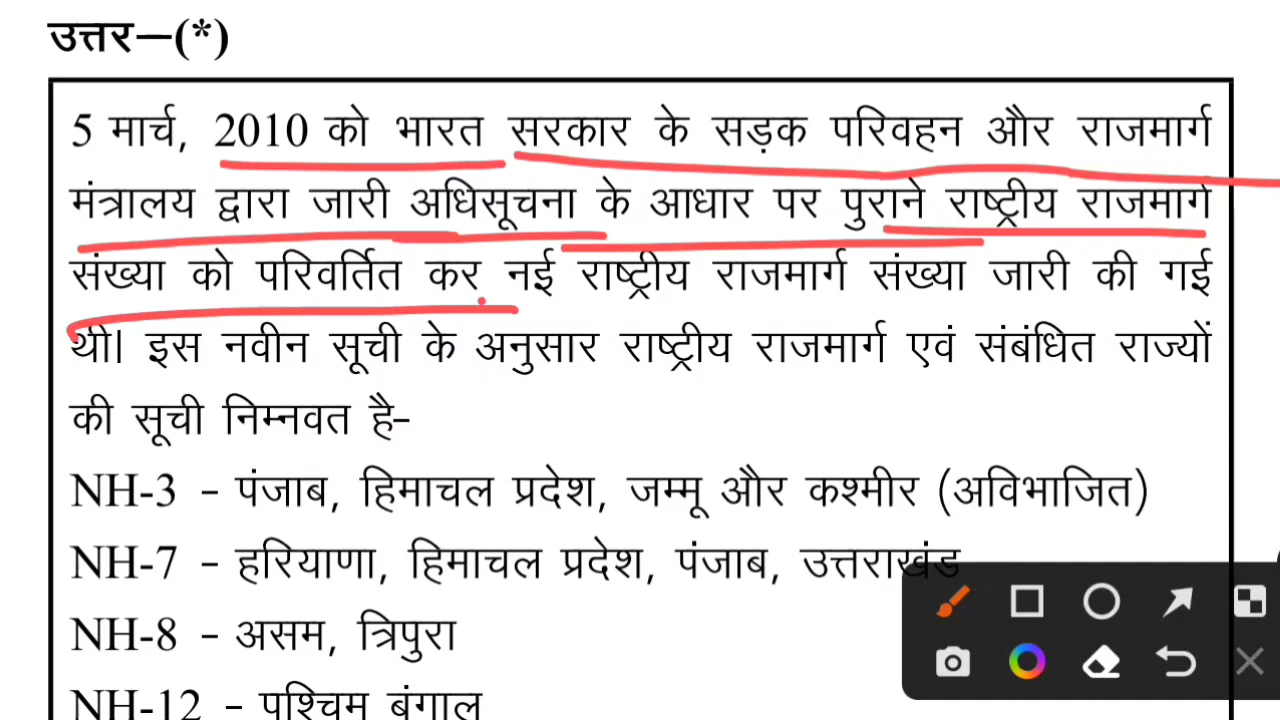 उत्तर–(*)
5 मार्च, 2010 को भारत सरकार के सड़क परिवहन और राजमार्ग
मंत्रालय द्वारा जारी अधिसूचना के आधार पर पुराने राष्ट्रीय राजमार्ग
संख्या को परिवर्तित कर नई राष्ट्रीय राजमार्ग संख्या जारी की गई
थी। इस नवीन सूची के अनुसार राष्ट्रीय राजमार्ग एवं संबंधित राज्यों
की सूची निम्नवत है-
NH-3 - पंजाब, हिमाचल प्रदेश, जम्मू और कश्मीर (अविभाजित)
NH-7 - हरियाणा, हिमाचल प्रदेश, पंजाब, उत्तराखंड
NH-8 - असम, त्रिपुरा
NH-12 - पश्चिम बंगाल